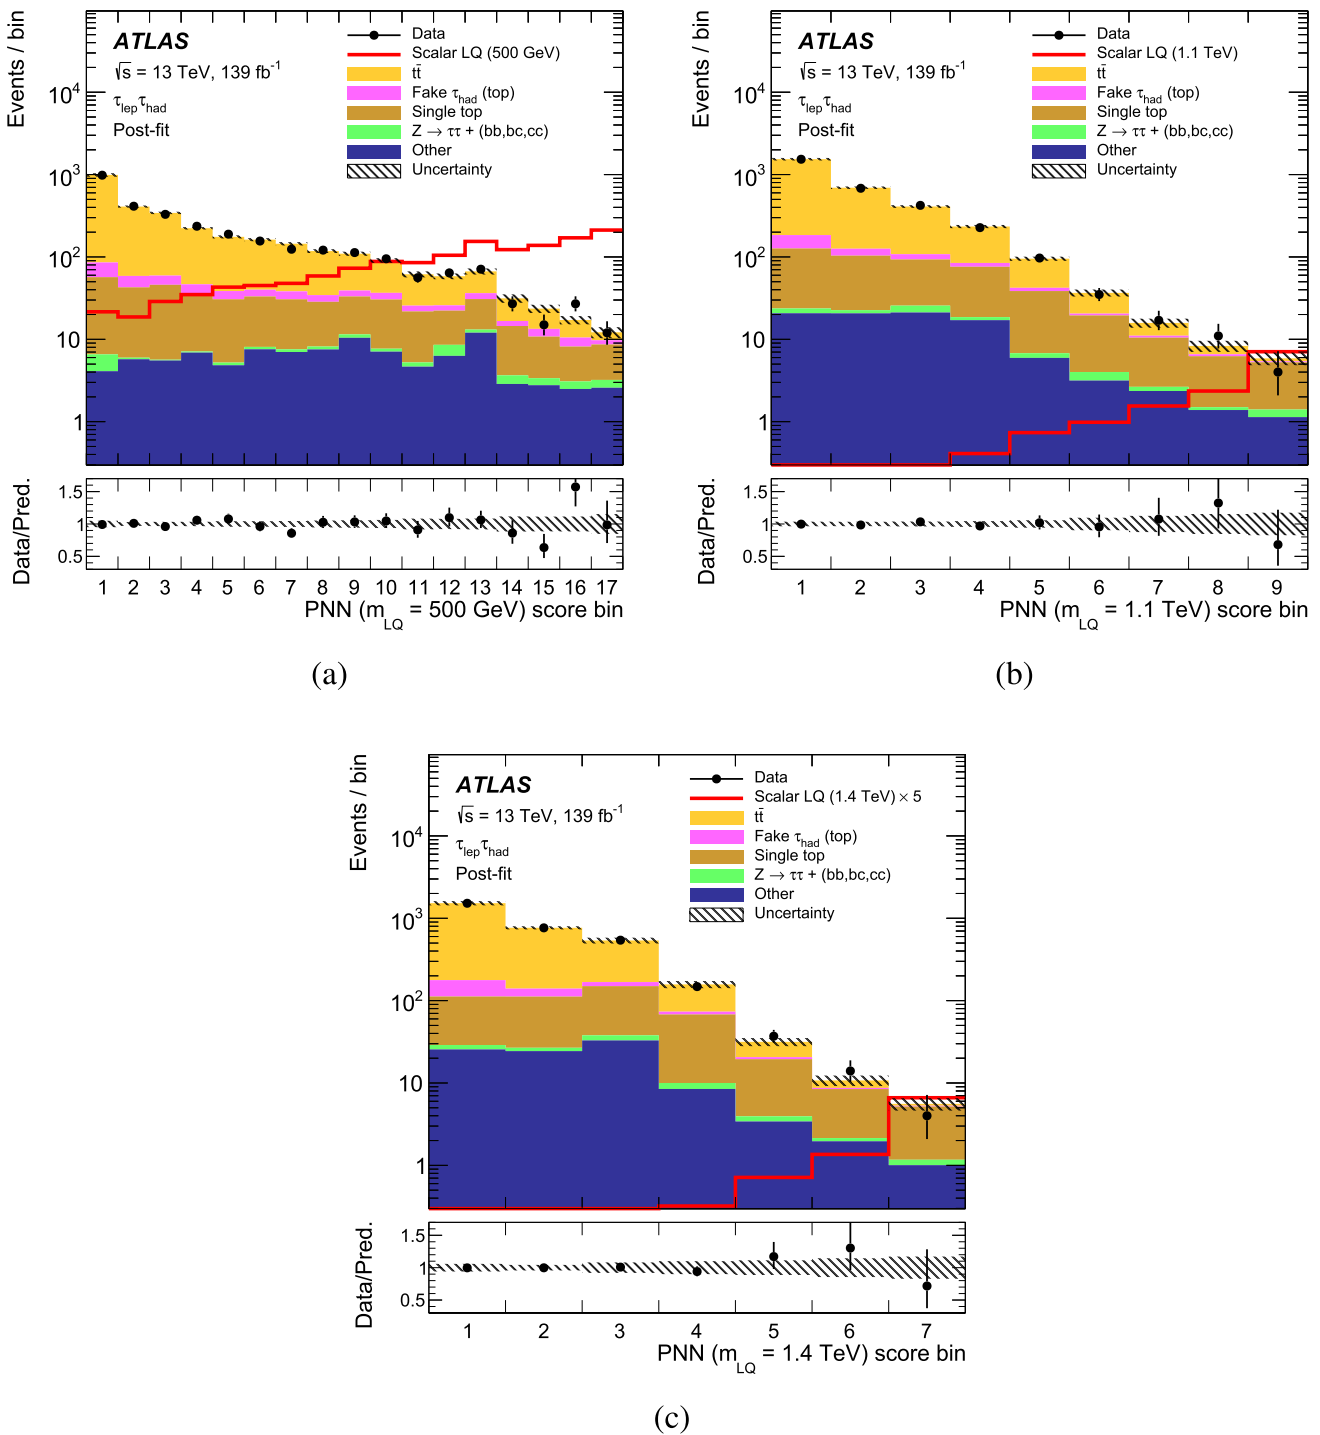 Events / bin
ATLAS
√s = 13 TeV, 139 fb⁻¹
τlepτhad
Post-fit
Data
Scalar LQ (500 GeV)
tt̄
Fake τhad (top)
Single top
Z → ττ + (bb,bc,cc)
Other
Uncertainty
10⁴
10³
10²
10
1
Data/Pred.
1.5
1
0.5
1 2 3 4 5 6 7 8 9 10 11 12 13 14 15 16 17
PNN (mLQ = 500 GeV) score bin
(a)
Events / bin
ATLAS
√s = 13 TeV, 139 fb⁻¹
τlepτhad
Post-fit
Data
Scalar LQ (1.1 TeV)
tt̄
Fake τhad (top)
Single top
Z → ττ + (bb,bc,cc)
Other
Uncertainty
10⁴
10³
10²
10
1
Data/Pred.
1.5
1
0.5
1 2 3 4 5 6 7 8 9
PNN (mLQ = 1.1 TeV) score bin
(b)
Events / bin
ATLAS
√s = 13 TeV, 139 fb⁻¹
τlepτhad
Post-fit
Data
Scalar LQ (1.4 TeV) × 5
tt̄
Fake τhad (top)
Single top
Z → ττ + (bb,bc,cc)
Other
Uncertainty
10⁴
10³
10²
10
1
Data/Pred.
1.5
1
0.5
1 2 3 4 5 6 7
PNN (mLQ = 1.4 TeV) score bin
(c)